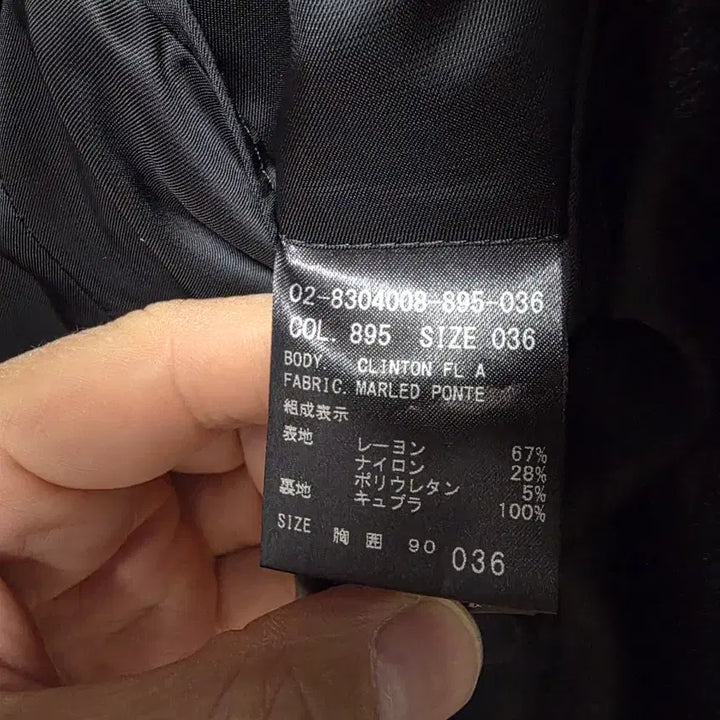 02-8304008-895-036
COL. 895 SIZE 036
BODY. CLINTON FL A
FABRIC. MARLED PONTE
組成表示
表地 レーヨン 67%
ナイロン 28%
ポリウレタン 5%
裏地 キュプラ 100%
SIZE 胸囲 90 036